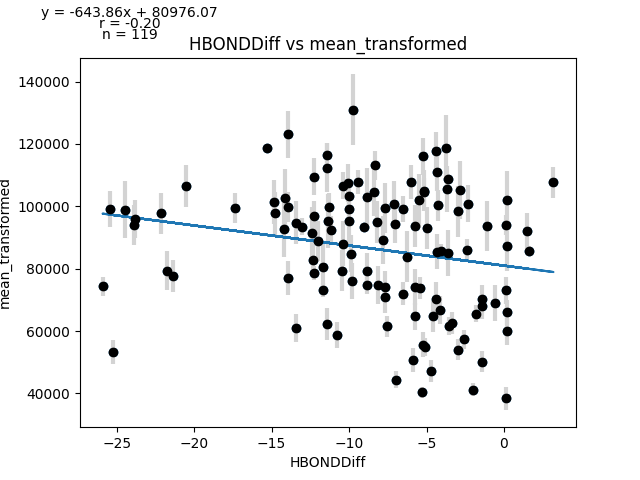 y = -643.86x + 80976.07
r = -0.20
n = 119
HBONDDiff vs mean_transformed
mean_transformed
140000
120000
100000
80000
60000
40000
−25
−20
−15
−10
−5
0
HBONDDiff